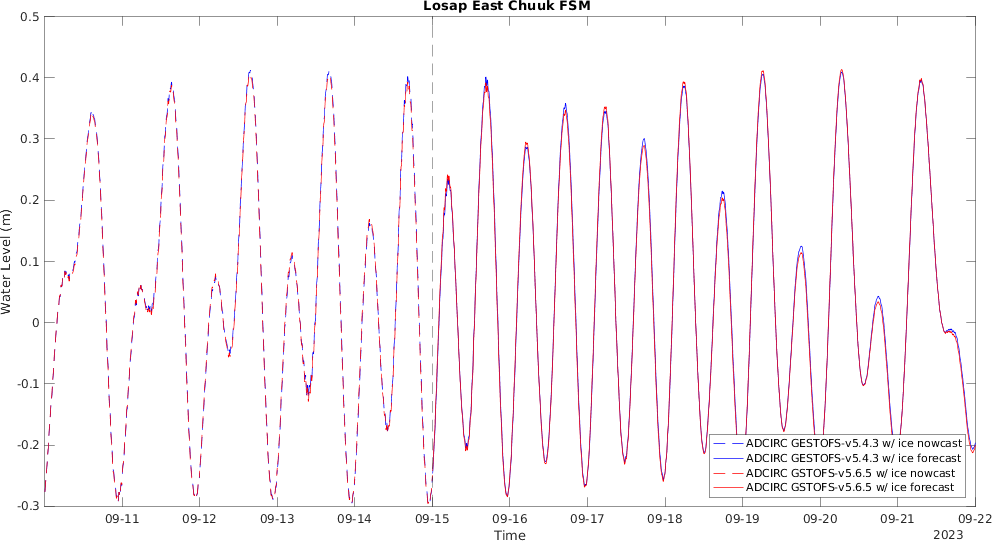 Losap East Chuuk FSM
0.5
0.4
0.3
0.2
0.1
0
-0.1
-0.2
-0.3
Water Level (m)
09-11 09-12 09-13 09-14 09-15 09-16 09-17 09-18 09-19 09-20 09-21 09-22
Time
2023
ADCIRC GESTOFS-v5.4.3 w/ ice nowcast
ADCIRC GESTOFS-v5.4.3 w/ ice forecast
ADCIRC GSTOFS-v5.6.5 w/ ice nowcast
ADCIRC GSTOFS-v5.6.5 w/ ice forecast